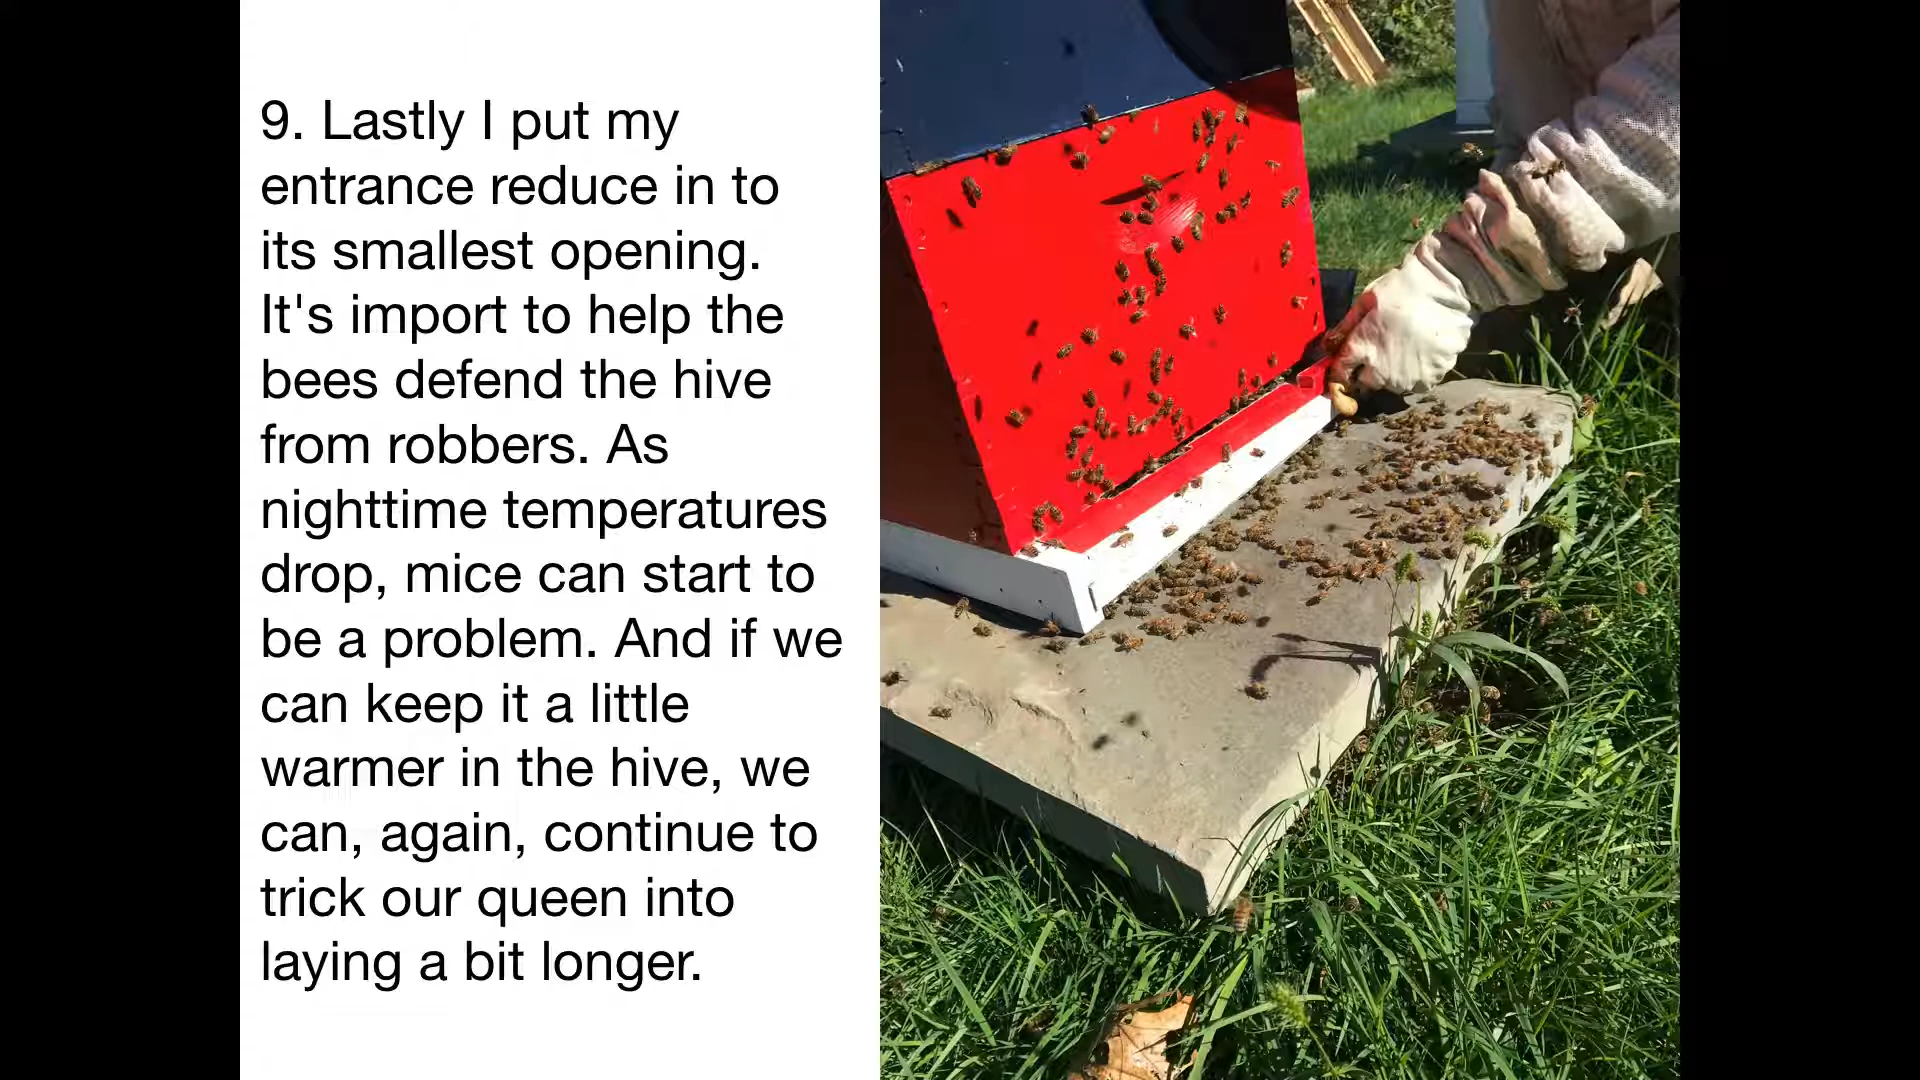 9. Lastly I put my
entrance reduce in to
its smallest opening.
It's import to help the
bees defend the hive
from robbers. As
nighttime temperatures
drop, mice can start to
be a problem. And if we
can keep it a little
warmer in the hive, we
can, again, continue to
trick our queen into
laying a bit longer.